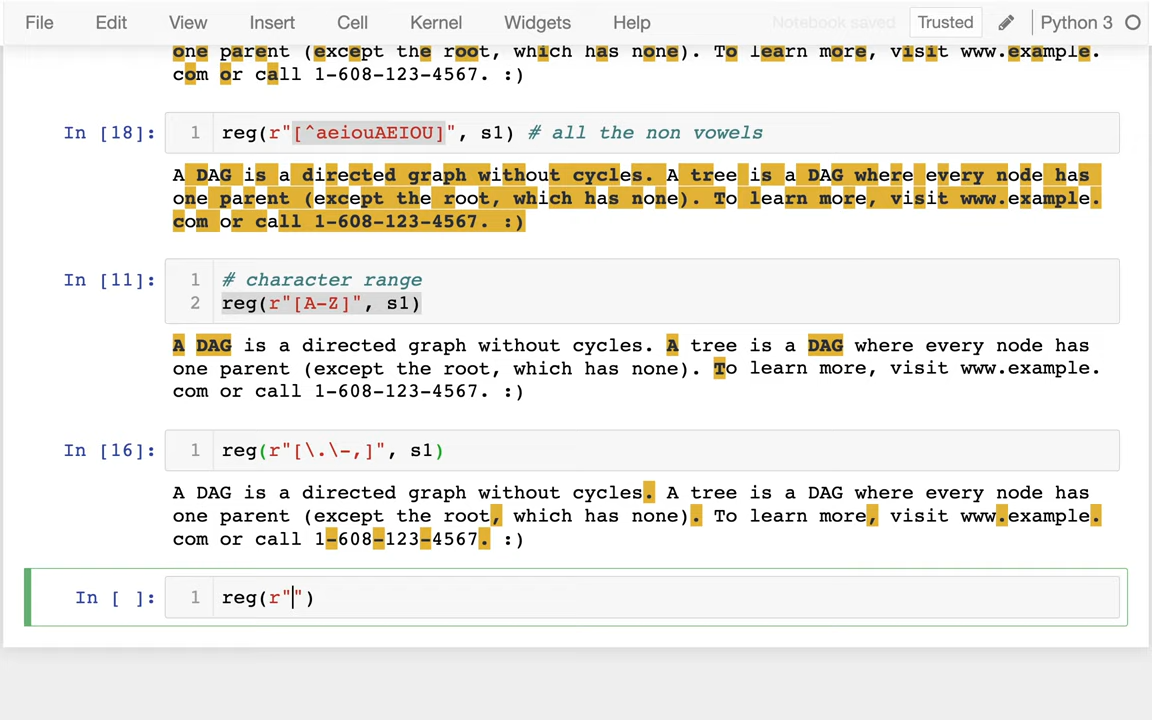 File Edit View Insert Cell Kernel Widgets Help Notebook saved Trusted Python 3
one parent (except the root, which has none). To learn more, visit www.example.
com or call 1-608-123-4567. :)
In [18]: 1 reg(r"[^aeiouAEIOU]", s1) # all the non vowels
A DAG is a directed graph without cycles. A tree is a DAG where every node has
one parent (except the root, which has none). To learn more, visit www.example.
com or call 1-608-123-4567. :)
In [11]: 1 # character range
2 reg(r"[A-Z]", s1)
A DAG is a directed graph without cycles. A tree is a DAG where every node has
one parent (except the root, which has none). To learn more, visit www.example.
com or call 1-608-123-4567. :)
In [16]: 1 reg(r"[\.\-,]", s1)
A DAG is a directed graph without cycles. A tree is a DAG where every node has
one parent (except the root, which has none). To learn more, visit www.example.
com or call 1-608-123-4567. :)
In [ ]: 1 reg(r"")